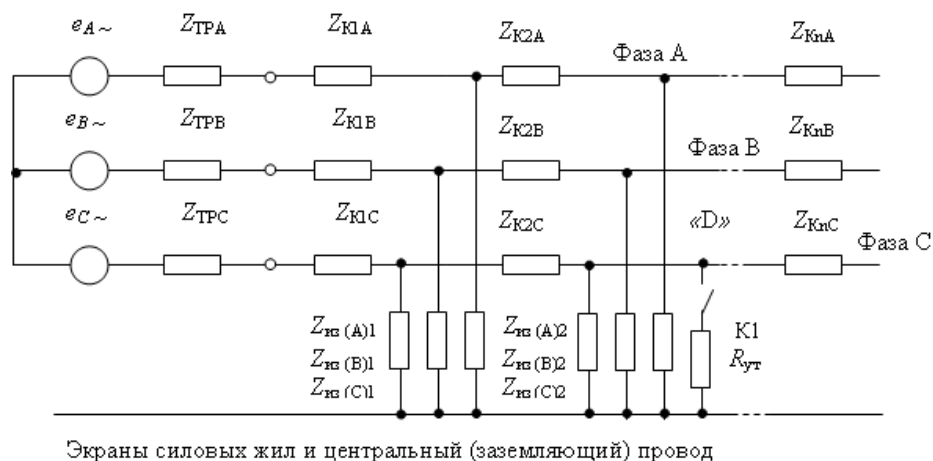 e_A~ Z_ТРА Z_К1А Z_К2А Фаза А Z_КnА
e_B~ Z_ТРВ Z_К1В Z_К2В Фаза В Z_КnВ
e_C~ Z_ТРС Z_К1С Z_К2С «D» Z_КnС Фаза С
Z_из(А)1 Z_из(А)2 К1
Z_из(В)1 Z_из(В)2 R_ут
Z_из(С)1 Z_из(С)2
Экраны силовых жил и центральный (заземляющий) провод